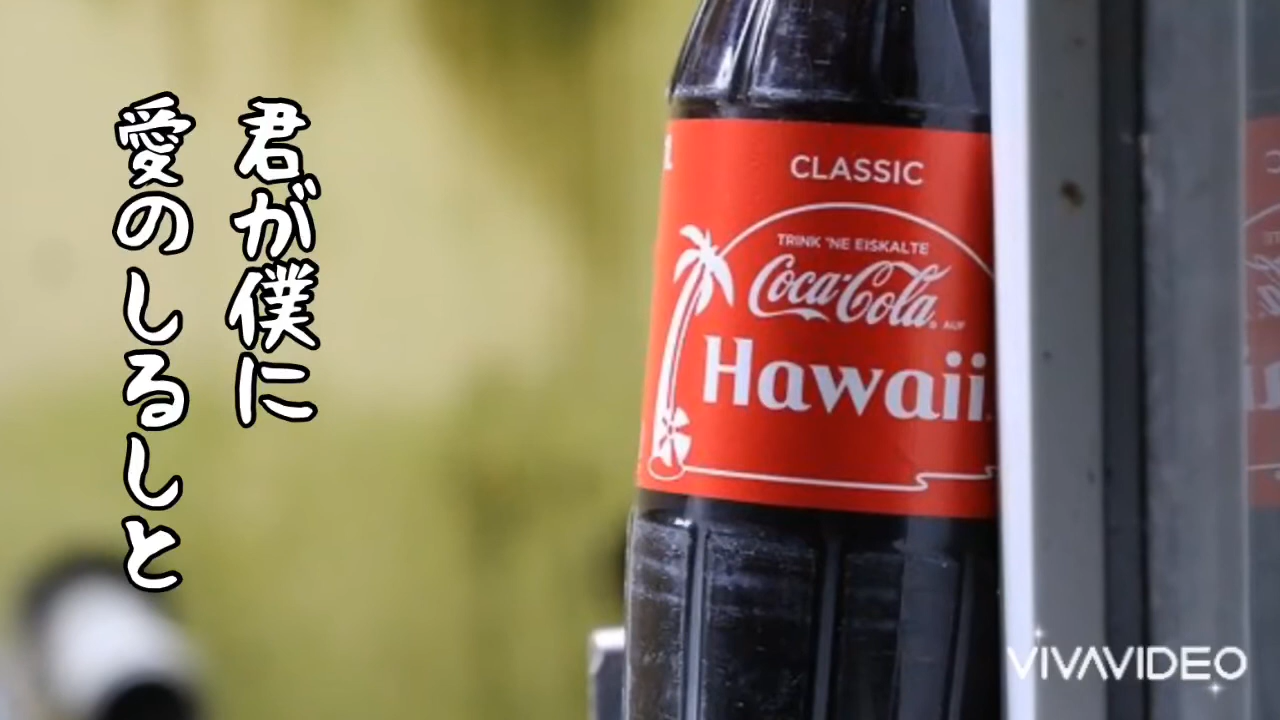 君が僕に
愛のしるしと
CLASSIC
TRINK 'NE EISKALTE
Coca-Cola
AUF
Hawaii
VIVAVIDEO